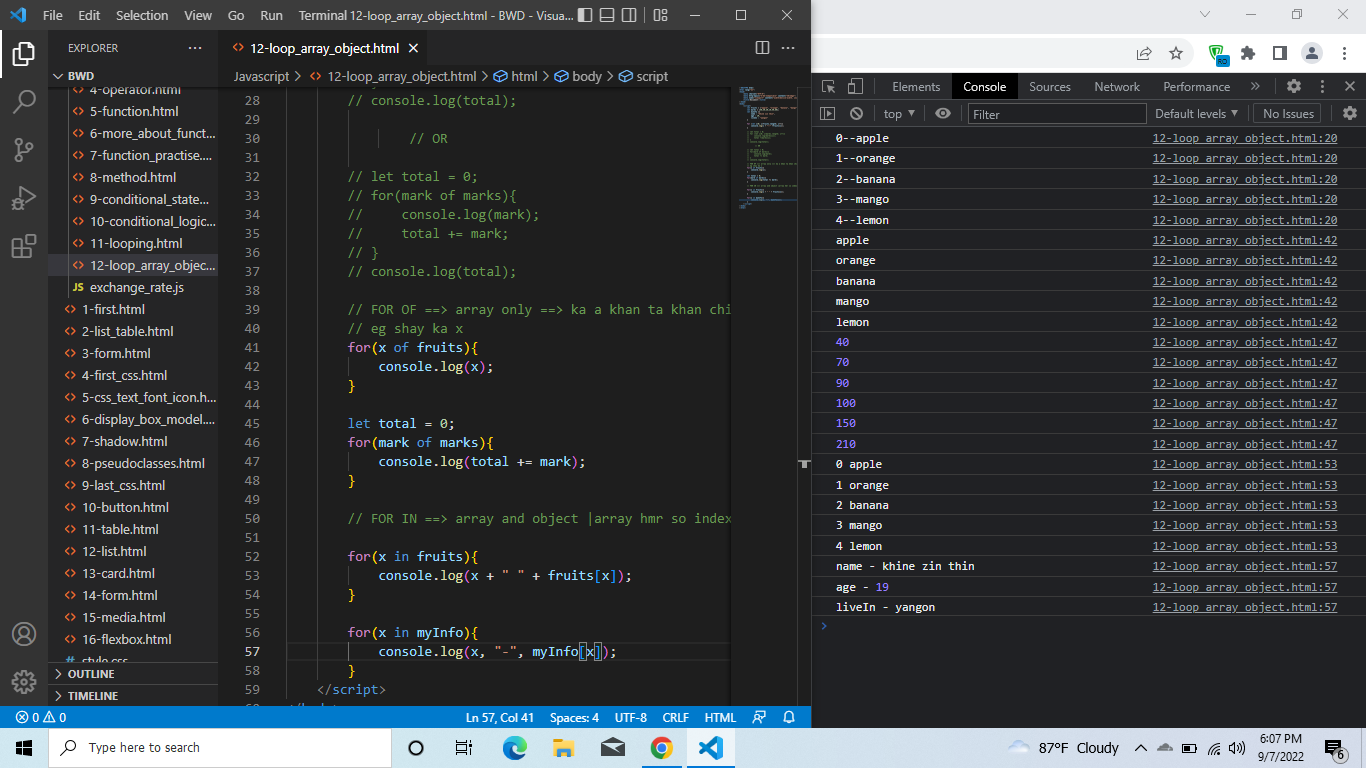 File Edit Selection View Go Run Terminal 12-loop_array_object.html - BWD - Visua...
EXPLORER
BWD
4-operator.html
5-function.html
6-more_about_funct...
7-function_practise....
8-method.html
9-conditional_state...
10-conditional_logic...
11-looping.html
12-loop_array_objec...
JS exchange_rate.js
1-first.html
2-list_table.html
3-form.html
4-first_css.html
5-css_text_font_icon.h...
6-display_box_model....
7-shadow.html
8-pseudoclasses.html
9-last_css.html
10-button.html
11-table.html
12-list.html
13-card.html
14-form.html
15-media.html
16-flexbox.html
# style.css
OUTLINE
TIMELINE
12-loop_array_object.html
Javascript > 12-loop_array_object.html > html > body > script
28 // console.log(total);
29
30 // OR
31
32 // let total = 0;
33 // for(mark of marks){
34 // console.log(mark);
35 // total += mark;
36 // }
37 // console.log(total);
38
39 // FOR OF ==> array only ==> ka a khan ta khan chi
40 // eg shay ka x
41 for(x of fruits){
42 console.log(x);
43 }
44
45 let total = 0;
46 for(mark of marks){
47 console.log(total += mark);
48 }
49
50 // FOR IN ==> array and object |array hmr so index
51
52 for(x in fruits){
53 console.log(x + " " + fruits[x]);
54 }
55
56 for(x in myInfo){
57 console.log(x, "-", myInfo[x]);
58 }
59 </script>
Ln 57, Col 41 Spaces: 4 UTF-8 CRLF HTML
0 0
RO
Elements Console Sources Network Performance »
top Filter Default levels No Issues
0--apple 12-loop_array_object.html:20
1--orange 12-loop_array_object.html:20
2--banana 12-loop_array_object.html:20
3--mango 12-loop_array_object.html:20
4--lemon 12-loop_array_object.html:20
apple 12-loop_array_object.html:42
orange 12-loop_array_object.html:42
banana 12-loop_array_object.html:42
mango 12-loop_array_object.html:42
lemon 12-loop_array_object.html:42
40 12-loop_array_object.html:47
70 12-loop_array_object.html:47
90 12-loop_array_object.html:47
100 12-loop_array_object.html:47
150 12-loop_array_object.html:47
210 12-loop_array_object.html:47
0 apple 12-loop_array_object.html:53
1 orange 12-loop_array_object.html:53
2 banana 12-loop_array_object.html:53
3 mango 12-loop_array_object.html:53
4 lemon 12-loop_array_object.html:53
name - khine zin thin 12-loop_array_object.html:57
age - 19 12-loop_array_object.html:57
liveIn - yangon 12-loop_array_object.html:57
Type here to search
87°F Cloudy
6:07 PM
9/7/2022
6